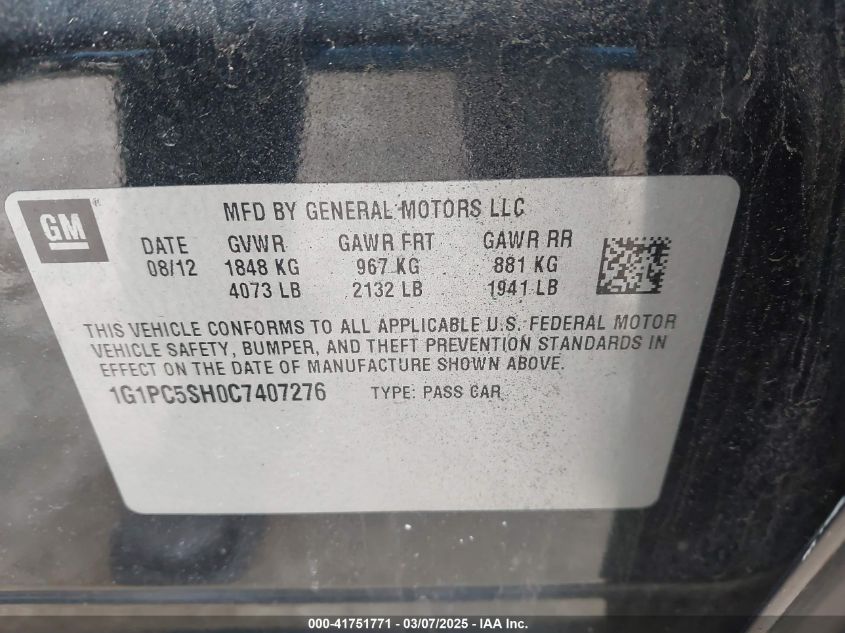 GM®
MFD BY GENERAL MOTORS LLC
DATE GVWR GAWR FRT GAWR RR
08/12 1848 KG 967 KG 881 KG
4073 LB 2132 LB 1941 LB
THIS VEHICLE CONFORMS TO ALL APPLICABLE U.S. FEDERAL MOTOR
VEHICLE SAFETY, BUMPER, AND THEFT PREVENTION STANDARDS IN
EFFECT ON THE DATE OF MANUFACTURE SHOWN ABOVE.
1G1PC5SH0C7407276 TYPE: PASS CAR
000-41751771 - 03/07/2025 - IAA Inc.